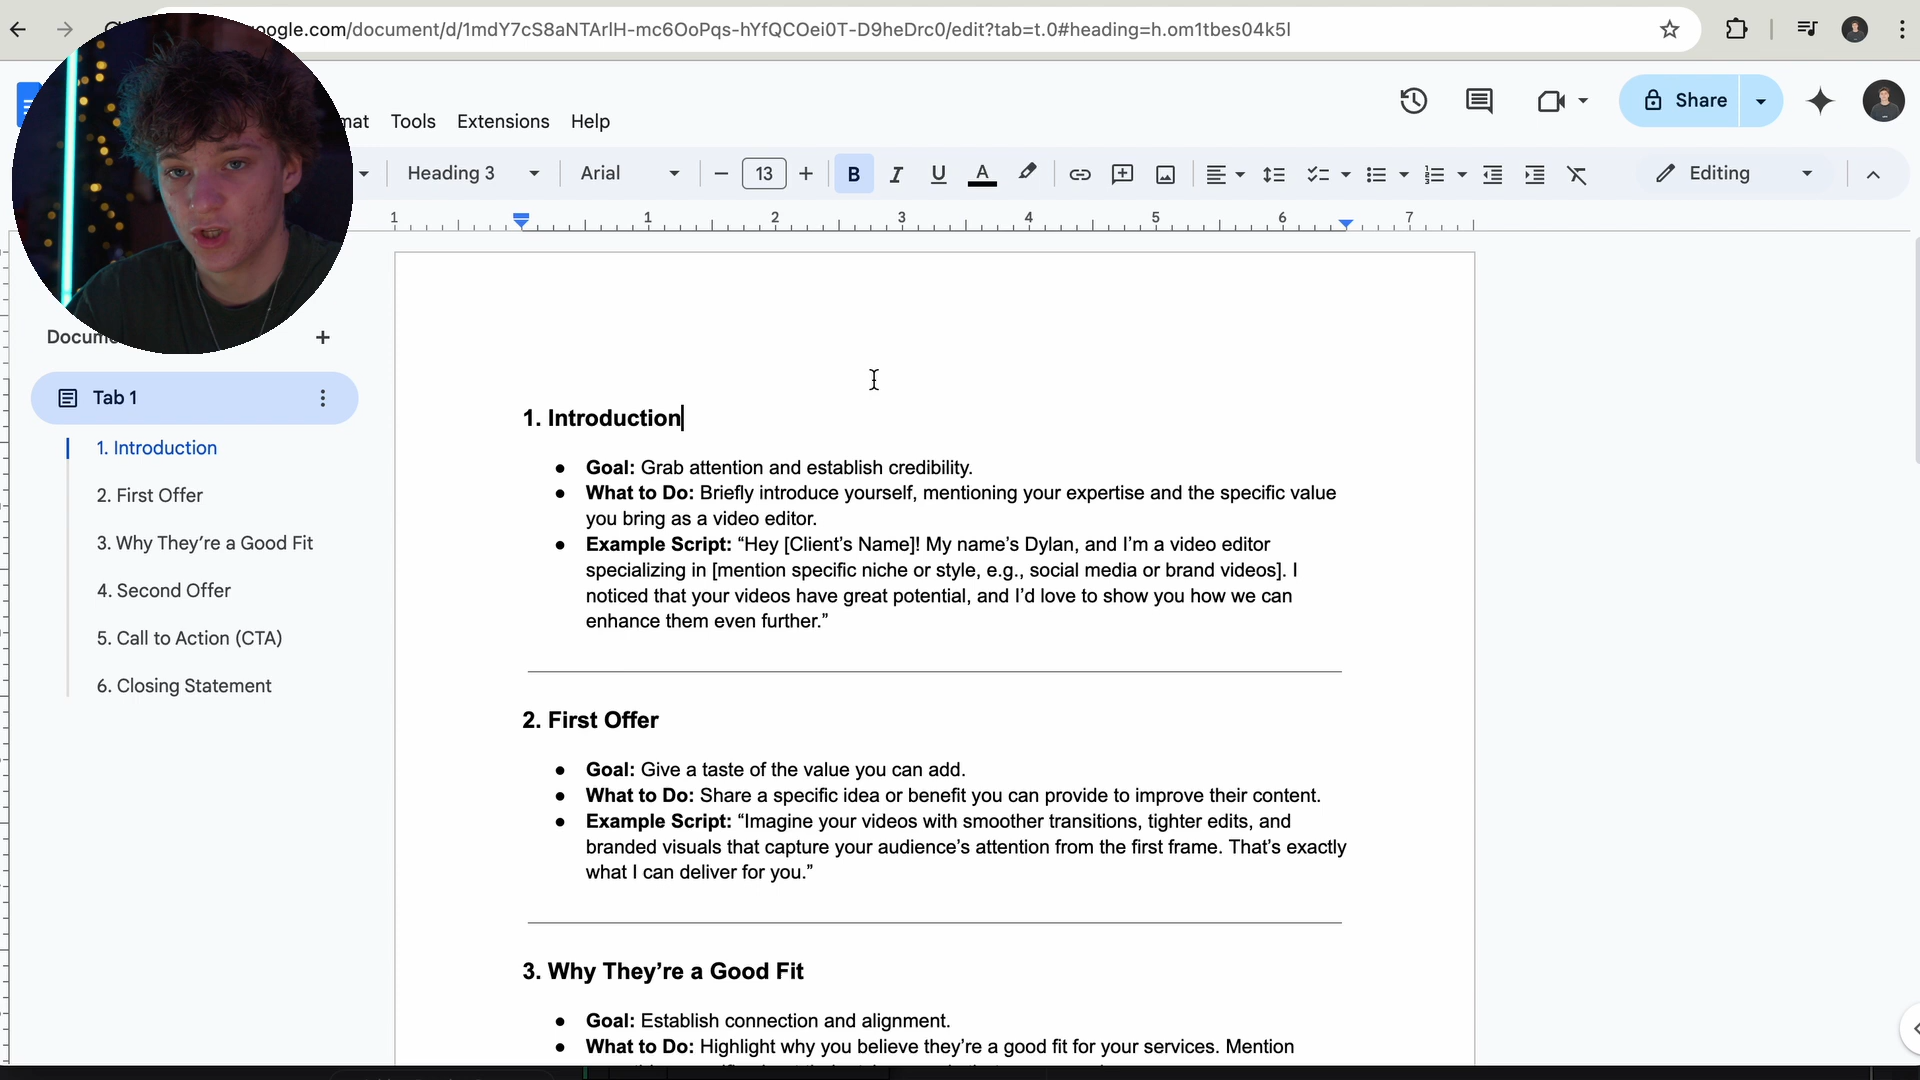 oogle.com/document/d/1mdY7cS8aNTArlH-mc6OoPqs-hYfQCOei0T-D9heDrc0/edit?tab=t.0#heading=h.om1tbes04k5l
mat Tools Extensions Help
Share
Heading 3 Arial 13 Editing
1 1 2 3 4 5 6 7
Tab 1
1. Introduction
2. First Offer
3. Why They’re a Good Fit
4. Second Offer
5. Call to Action (CTA)
6. Closing Statement
1. Introduction
● Goal: Grab attention and establish credibility.
● What to Do: Briefly introduce yourself, mentioning your expertise and the specific value
you bring as a video editor.
● Example Script: “Hey [Client’s Name]! My name’s Dylan, and I’m a video editor
specializing in [mention specific niche or style, e.g., social media or brand videos]. I
noticed that your videos have great potential, and I’d love to show you how we can
enhance them even further.”
2. First Offer
● Goal: Give a taste of the value you can add.
● What to Do: Share a specific idea or benefit you can provide to improve their content.
● Example Script: “Imagine your videos with smoother transitions, tighter edits, and
branded visuals that capture your audience’s attention from the first frame. That’s exactly
what I can deliver for you.”
3. Why They’re a Good Fit
● Goal: Establish connection and alignment.
● What to Do: Highlight why you believe they’re a good fit for your services. Mention